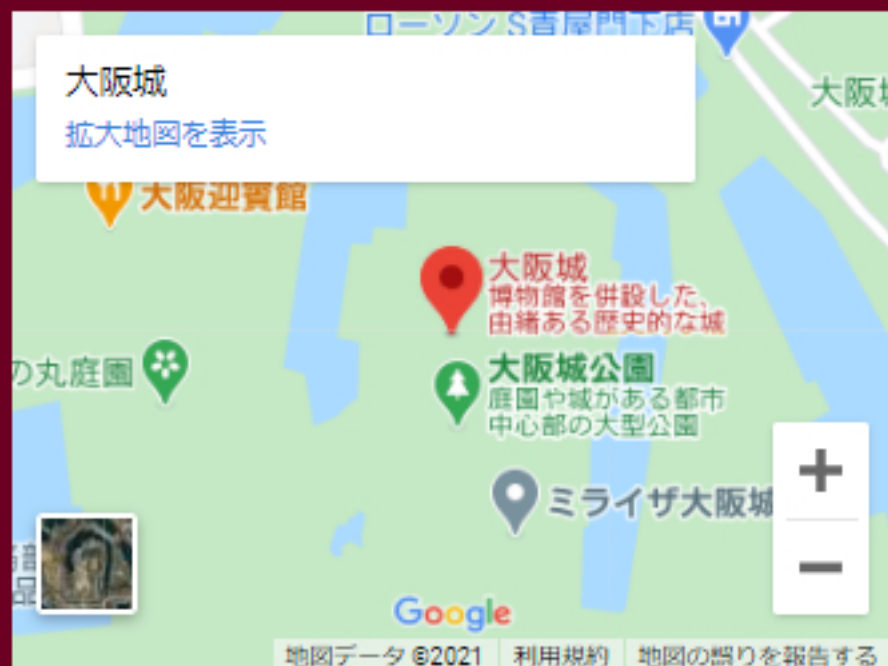 ローソン S青屋門下店
大阪城
拡大地図を表示
大阪城
大阪迎賓館
大阪城
博物館を併設した、
由緒ある歴史的な城
の丸庭園
大阪城公園
庭園や城がある都市
中心部の大型公園
ミライザ大阪城
品
Google
地図データ ©2021 利用規約 地図の誤りを報告する